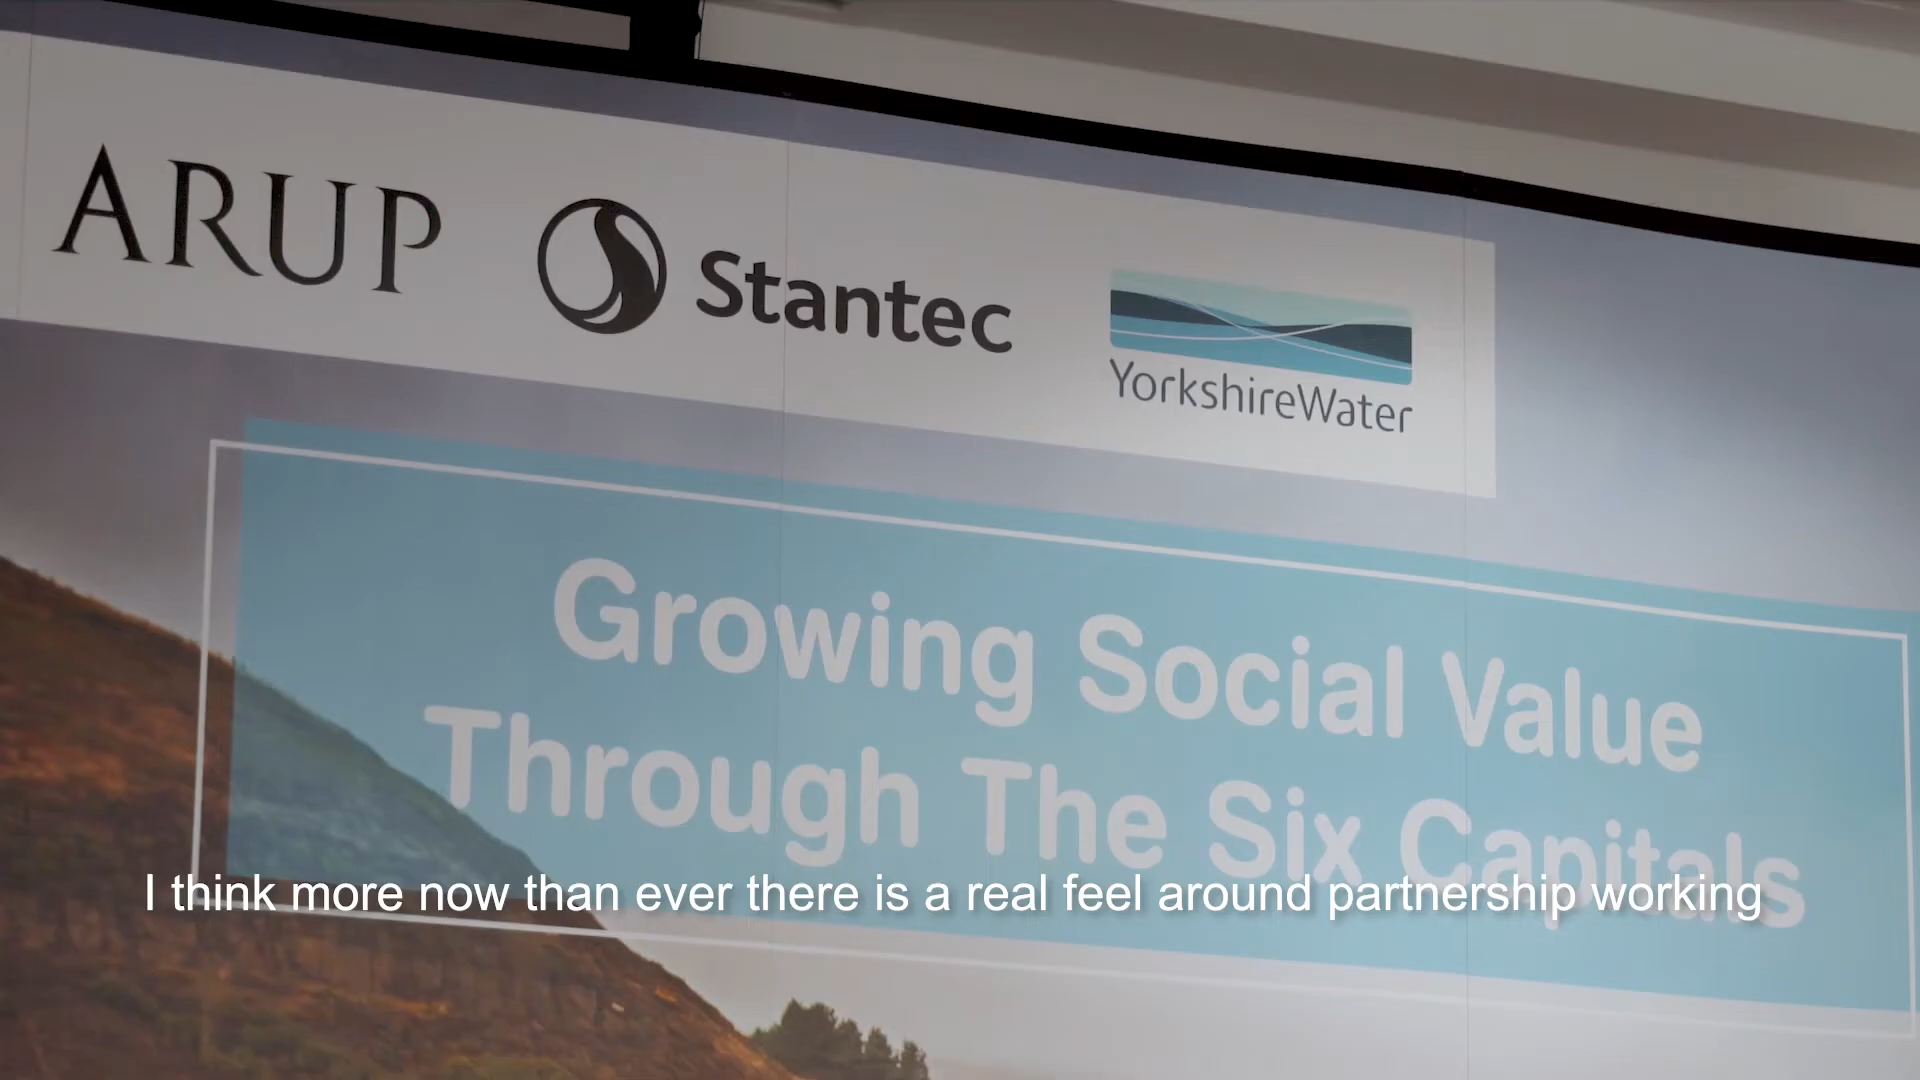 ARUP
Stantec
YorkshireWater
Growing Social Value
Through The Six Capitals
I think more now than ever there is a real feel around partnership working